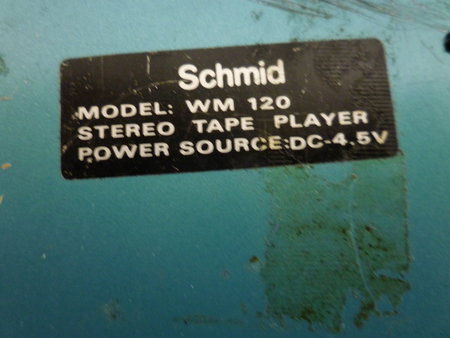 Schmid
MODEL: WM 120
STEREO TAPE PLAYER
POWER SOURCE:DC-4.5V